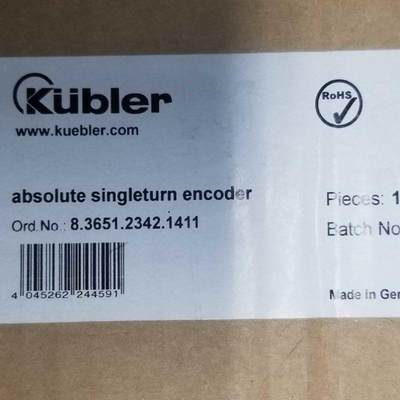 Kübler
RoHS
www.kuebler.com
absolute singleturn encoder
Pieces: 1
Ord.No.: 8.3651.2342.1411
Batch No
4 045262 244591
Made in Ger